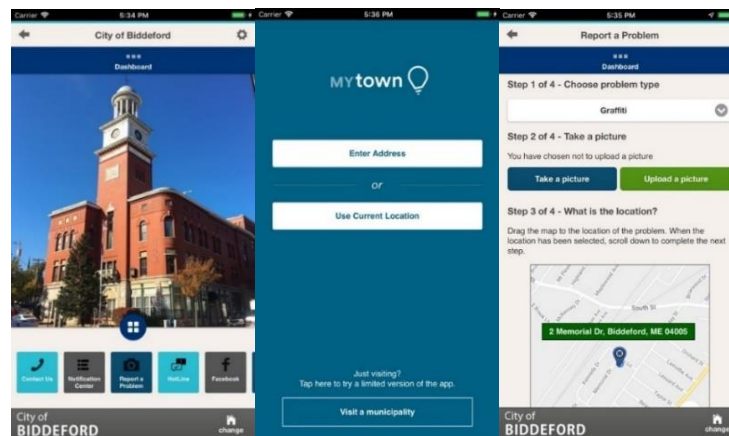 Carrier 5:34 PM
City of Biddeford
Dashboard
Contact Us
Notification
Center
Report a
Problem
HotLine
Facebook
City of
BIDDEFORD
change
Carrier 5:36 PM
MYtown
Enter Address
or
Use Current Location
Just visiting?
Tap here to try a limited version of the app.
Visit a municipality
Carrier 5:35 PM
Report a Problem
Dashboard
Step 1 of 4 - Choose problem type
Graffiti
Step 2 of 4 - Take a picture
You have chosen not to upload a picture
Take a picture
Upload a picture
Step 3 of 4 - What is the location?
Drag the map to the location of the problem. When the
location has been selected, scroll down to complete the next
step.
South St
2 Memorial Dr, Biddeford, ME 04005
City of
BIDDEFORD
change